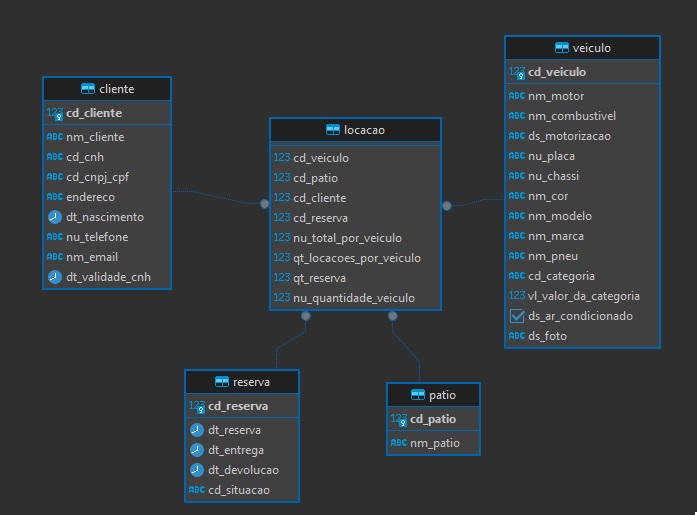 cliente
123 cd_cliente
ABC nm_cliente
ABC cd_cnh
ABC cd_cnpj_cpf
ABC endereco
dt_nascimento
ABC nu_telefone
ABC nm_email
dt_validade_cnh
locacao
123 cd_veiculo
123 cd_patio
123 cd_cliente
123 cd_reserva
123 nu_total_por_veiculo
123 qt_locacoes_por_veiculo
123 qt_reserva
123 nu_quantidade_veiculo
veiculo
123 cd_veiculo
ABC nm_motor
ABC nm_combustivel
ABC ds_motorizacao
ABC nu_placa
ABC nu_chassi
ABC nm_cor
ABC nm_modelo
ABC nm_marca
ABC nm_pneu
ABC cd_categoria
123 vl_valor_da_categoria
ds_ar_condicionado
ABC ds_foto
reserva
123 cd_reserva
dt_reserva
dt_entrega
dt_devolucao
ABC cd_situacao
patio
123 cd_patio
ABC nm_patio